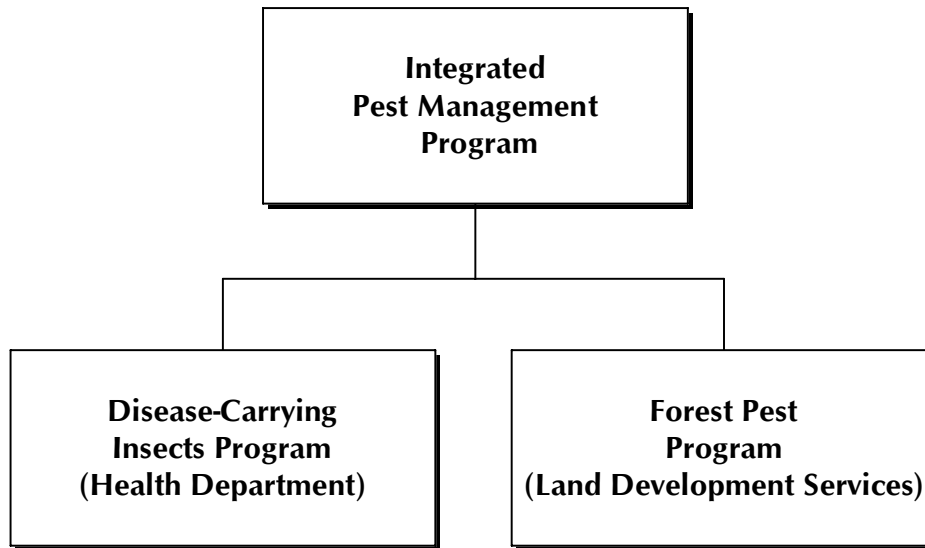 Integrated
Pest Management
Program
Disease-Carrying
Insects Program
(Health Department)
Forest Pest
Program
(Land Development Services)